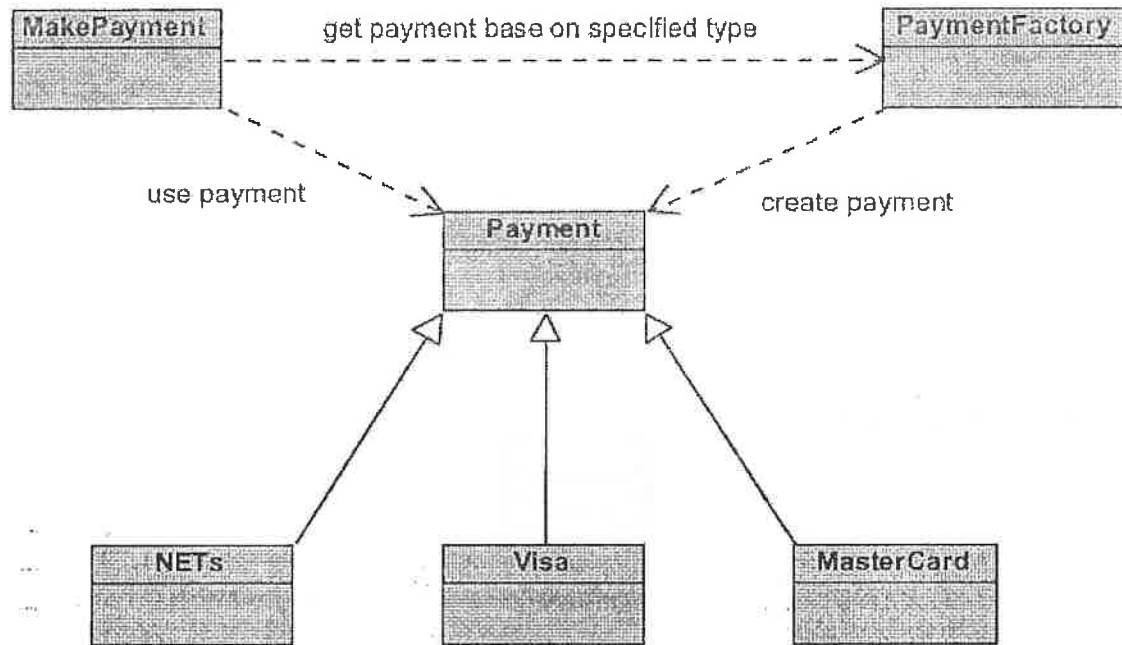 MakePayment
get payment base on specified type
PaymentFactory
use payment
create payment
Payment
NETs
Visa
MasterCard